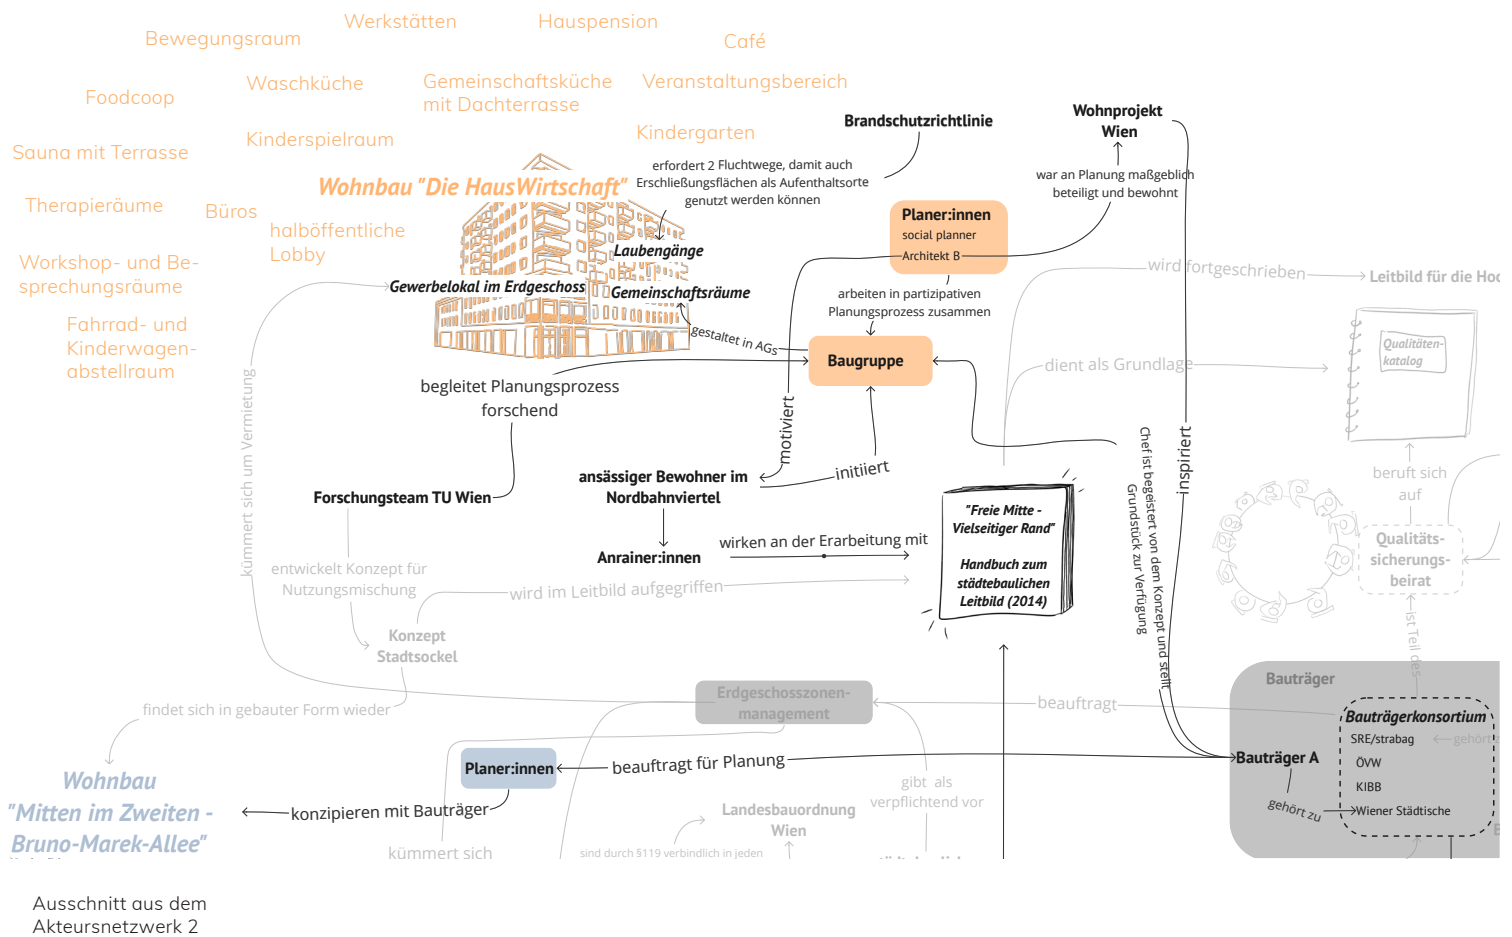 Werkstätten
Hauspension
Bewegungsraum
Café
Waschküche
Gemeinschaftsküche
mit Dachterrasse
Veranstaltungsbereich
Foodcoop
Kinderspielraum
Kindergarten
Sauna mit Terrasse
Therapieräume
Büros
halböffentliche
Lobby
Workshop- und Be-
sprechungsräume
Fahrrad- und
Kinderwagen-
abstellraum
Wohnbau "Die HausWirtschaft"
Brandschutzrichtlinie
erfordert 2 Fluchtwege, damit auch
Erschließungsflächen als Aufenthaltsorte
genutzt werden können
Laubengänge
Gewerbelokal im Erdgeschoss
Gemeinschaftsräume
gestaltet in AGs
Wohnprojekt
Wien
war an Planung maßgeblich
beteiligt und bewohnt
Planer:innen
social planner
Architekt B
arbeiten in partizipativen
Planungsprozess zusammen
Baugruppe
wird fortgeschrieben
Leitbild für die Hoc
dient als Grundlage
Qualitäten-
katalog
begleitet Planungsprozess
forschend
motiviert
initiiert
inspiriert
Chef ist begeistert von dem Konzept und stellt
Grundstück zur Verfügung
kümmert sich um Vermietung
Forschungsteam TU Wien
ansässiger Bewohner im
Nordbahnviertel
Anrainer:innen
wirken an der Erarbeitung mit
"Freie Mitte -
Vielseitiger Rand"
Handbuch zum
städtebaulichen
Leitbild (2014)
beruft sich
auf
Qualitäts-
sicherungs-
beirat
ist Teil des
entwickelt Konzept für
Nutzungsmischung
wird im Leitbild aufgegriffen
Konzept
Stadtsockel
findet sich in gebauter Form wieder
Erdgeschosszonen-
management
beauftragt
Bauträger
Bauträgerkonsortium
SRE/strabag
gehört z
ÖVW
KIBB
Wiener Städtische
Bauträger A
gehört zu
Planer:innen
beauftragt für Planung
konzipieren mit Bauträger
Wohnbau
"Mitten im Zweiten -
Bruno-Marek-Allee"
gibt als
verpflichtend vor
Landesbauordnung
Wien
kümmert sich
sind durch §119 verbindlich in jeden
Ausschnitt aus dem
Akteursnetzwerk 2